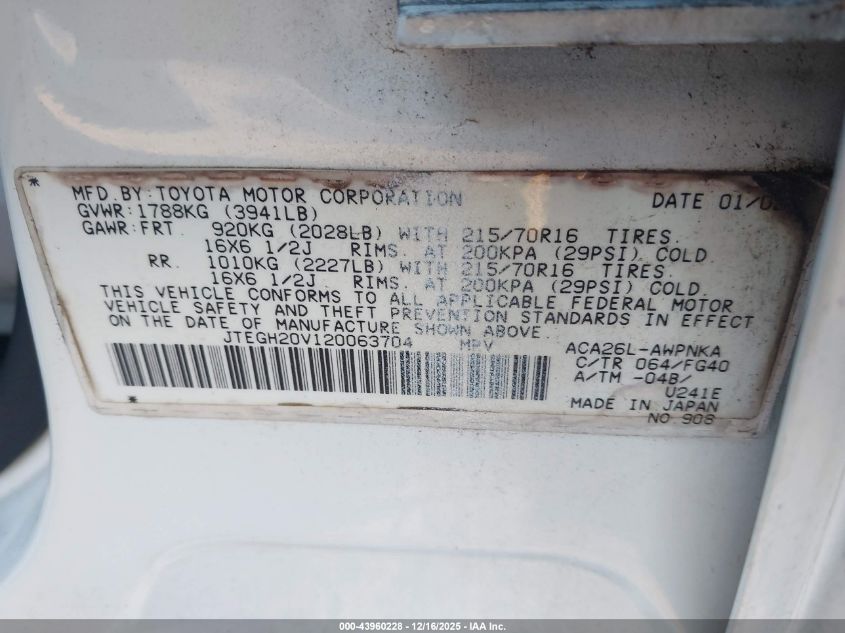 MFD.BY:TOYOTA MOTOR CORPORATION DATE 01/0
GVWR:1788KG (3941LB)
GAWR:FRT 920KG (2028LB) WITH 215/70R16 TIRES.
16X6 1/2J RIMS. AT 200KPA (29PSI) COLD.
RR. 1010KG (2227LB) WITH 215/70R16 TIRES.
16X6 1/2J. RIMS. AT 200KPA (29PSI) COLD.
THIS VEHICLE CONFORMS TO ALL APPLICABLE FEDERAL MOTOR
VEHICLE SAFETY AND THEFT PREVENTION STANDARDS IN EFFECT
ON THE DATE OF MANUFACTURE SHOWN ABOVE.
JTEGH20V120063704 MPV ACA26L-AWPNKA
C/TR 064/FG40
A/TM -04B/
U241E
MADE IN JAPAN
NO 908
000-43960228 - 12/16/2025 - IAA Inc.